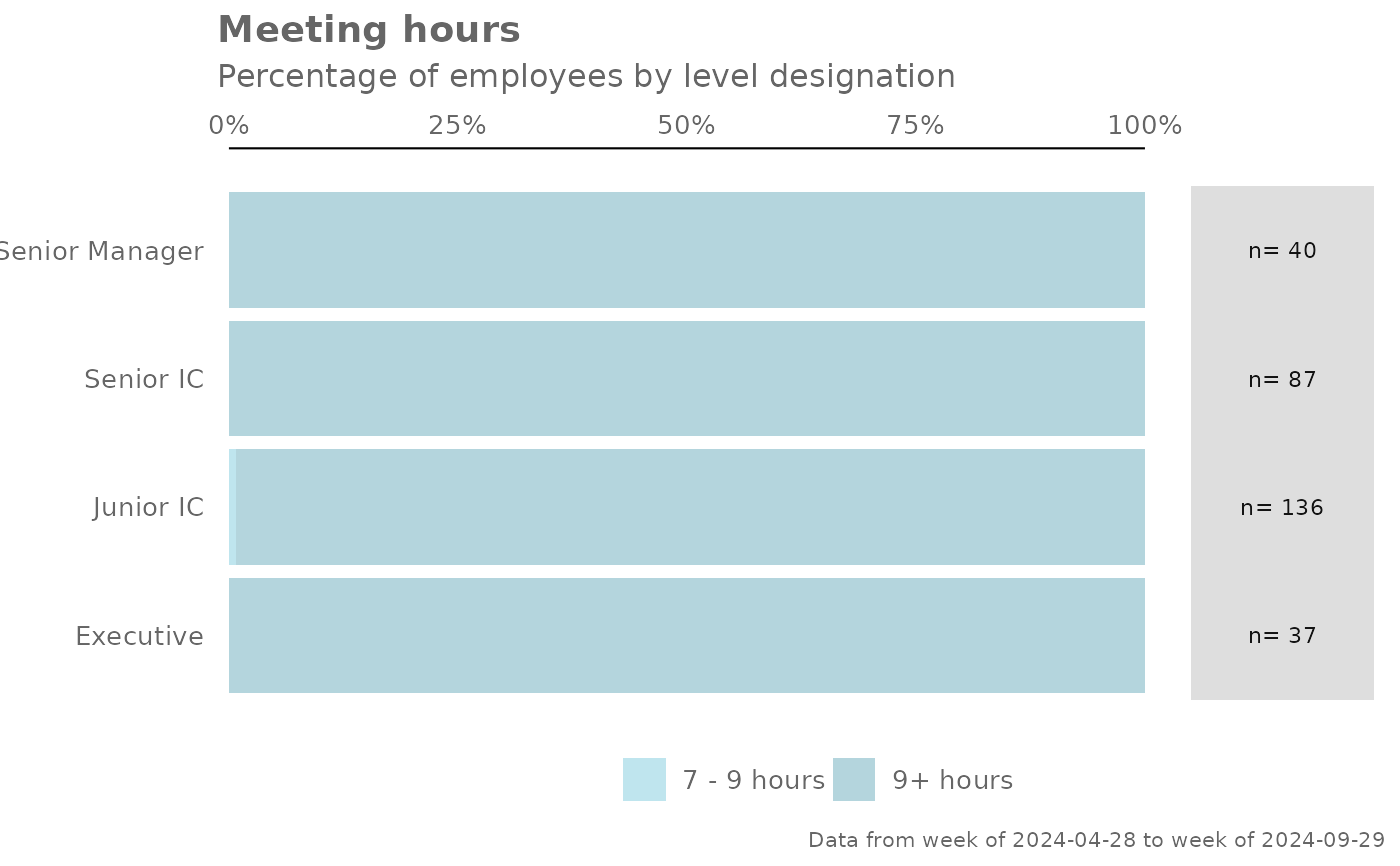 Meeting hours
Percentage of employees by level designation
0% 25% 50% 75% 100%
Senior Manager n= 40
Senior IC n= 87
Junior IC n= 136
Executive n= 37
7 - 9 hours 9+ hours
Data from week of 2024-04-28 to week of 2024-09-29